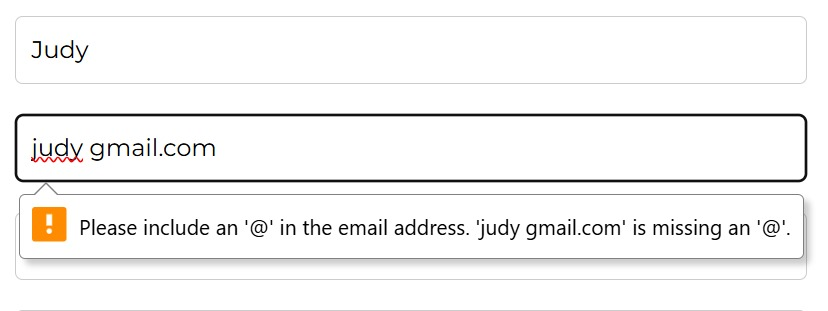 Judy
judy gmail.com
Please include an '@' in the email address. 'judy gmail.com' is missing an '@'.